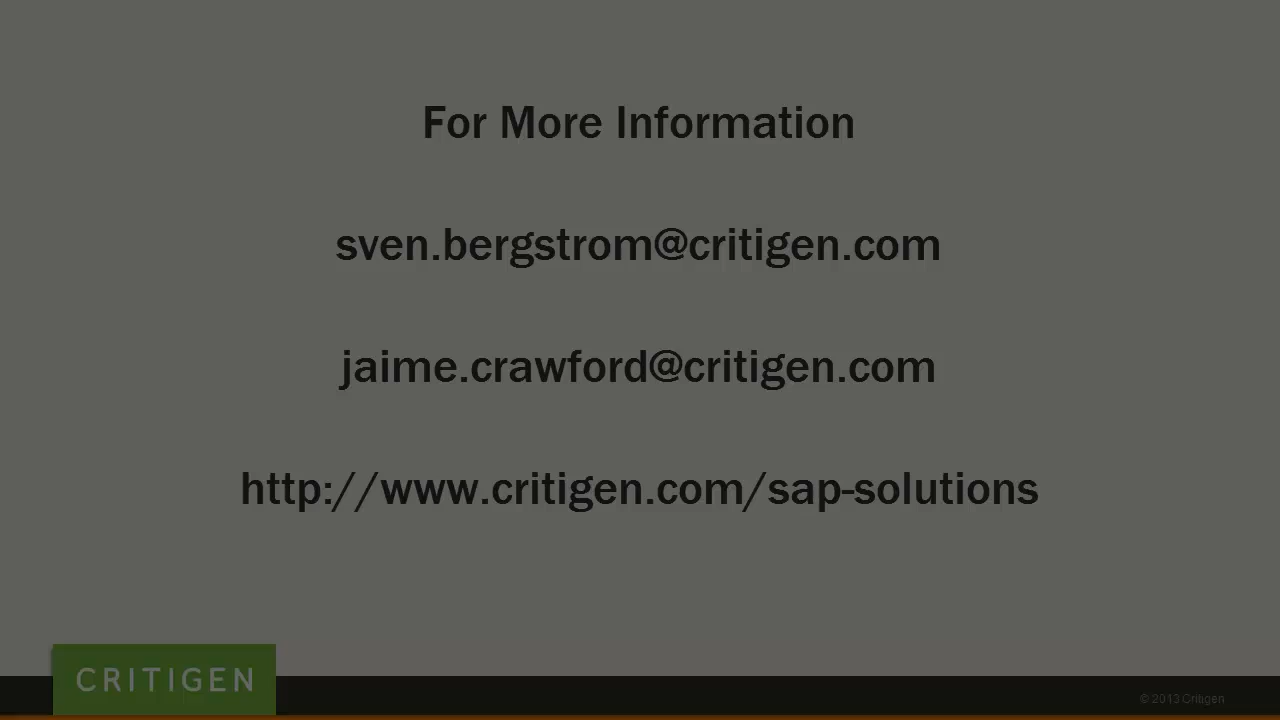 For More Information
sven.bergstrom@critigen.com
jaime.crawford@critigen.com
http://www.critigen.com/sap-solutions
CRITIGEN
© 2013 Critigen